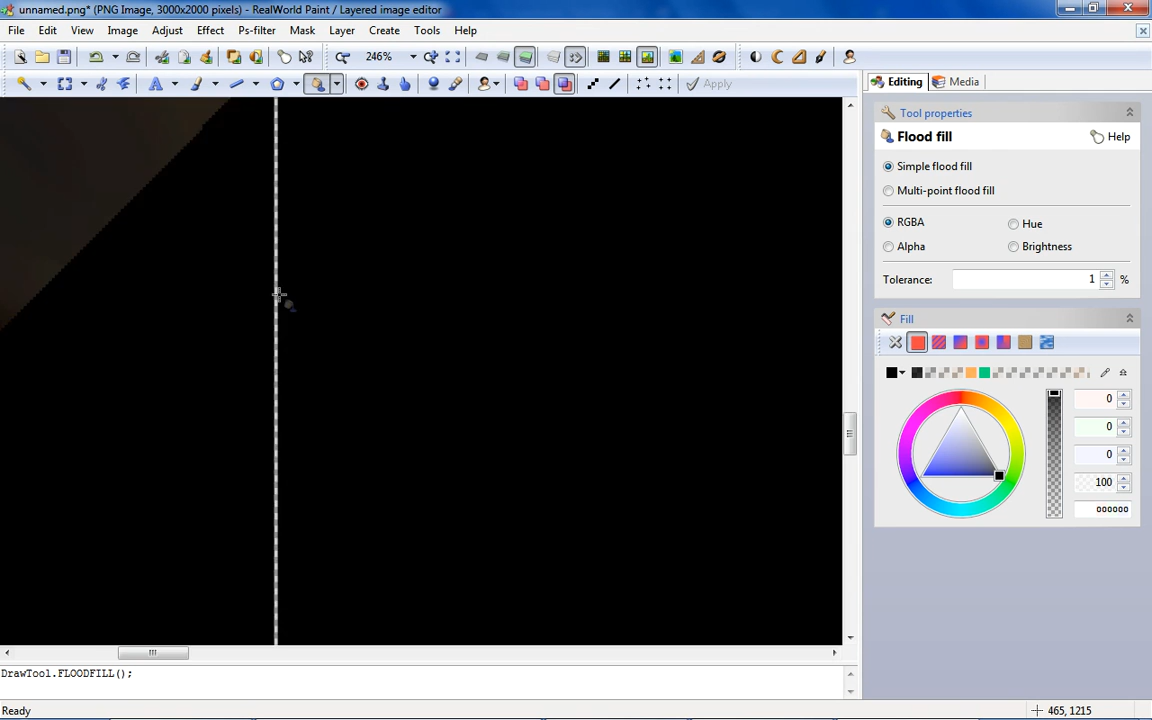 unnamed.png* (PNG Image, 3000x2000 pixels) - RealWorld Paint / Layered image editor
File Edit View Image Adjust Effect Ps-filter Mask Layer Create Tools Help
246%
Apply
Editing Media
Tool properties
Flood fill Help
Simple flood fill
Multi-point flood fill
RGBA Hue
Alpha Brightness
Tolerance: 1 %
Fill
0
0
0
100
000000
DrawTool.FLOODFILL();
Ready 465, 1215